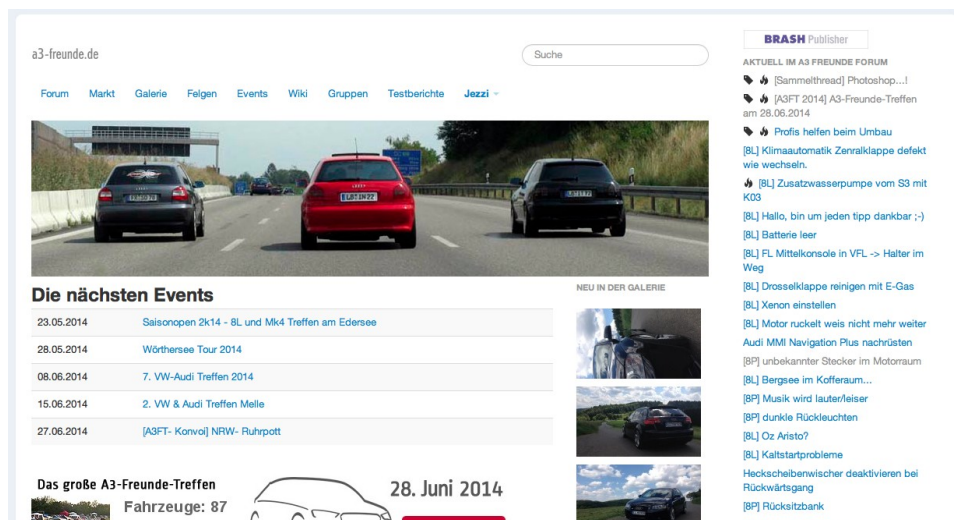 a3-freunde.de
Suche
Forum Markt Galerie Felgen Events Wiki Gruppen Testberichte Jezzi
Die nächsten Events
23.05.2014 Saisonopen 2k14 - 8L und Mk4 Treffen am Edersee
28.05.2014 Wörthersee Tour 2014
08.06.2014 7. VW-Audi Treffen 2014
15.06.2014 2. VW & Audi Treffen Melle
27.06.2014 [A3FT- Konvoi] NRW- Ruhrpott
Das große A3-Freunde-Treffen
Fahrzeuge: 87
28. Juni 2014
NEU IN DER GALERIE
BRASH Publisher
AKTUELL IM A3 FREUNDE FORUM
[Sammelthread] Photoshop...!
[A3FT 2014] A3-Freunde-Treffen
am 28.06.2014
Profis helfen beim Umbau
[8L] Klimaautomatik Zenralklappe defekt
wie wechseln.
[8L] Zusatzwasserpumpe vom S3 mit
K03
[8L] Hallo, bin um jeden tipp dankbar ;-)
[8L] Batterie leer
[8L] FL Mittelkonsole in VFL -> Halter im
Weg
[8L] Drosselklappe reinigen mit E-Gas
[8L] Xenon einstellen
[8L] Motor ruckelt weis nicht mehr weiter
Audi MMI Navigation Plus nachrüsten
[8P] unbekannter Stecker im Motorraum
[8L] Bergsee im Kofferaum...
[8P] Musik wird lauter/leiser
[8P] dunkle Rückleuchten
[8L] Oz Aristo?
[8L] Kaltstartprobleme
Heckscheibenwischer deaktivieren bei
Rückwärtsgang
[8P] Rücksitzbank